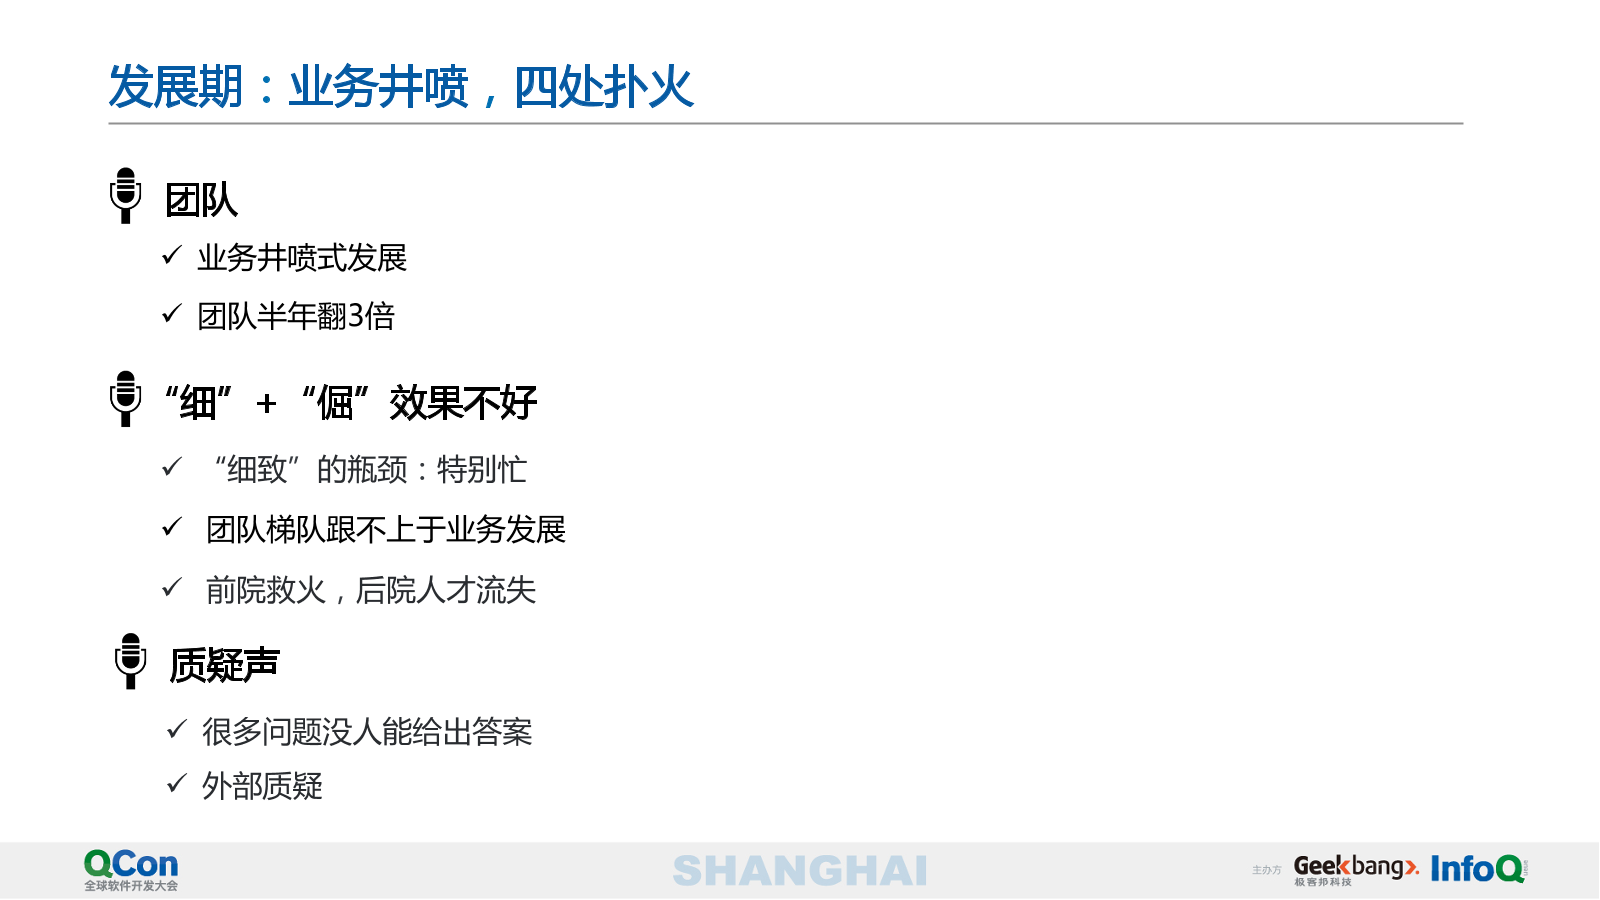 发展期：业务井喷，四处扑火
团队
✓ 业务井喷式发展
✓ 团队半年翻3倍
“细”+“倔”效果不好
✓ “细致”的瓶颈：特别忙
✓ 团队梯队跟不上于业务发展
✓ 前院救火，后院人才流失
质疑声
✓ 很多问题没人能给出答案
✓ 外部质疑
QCon
全球软件开发大会
SHANGHAI
主办方
Geekbang>.
极客邦科技
InfoQ